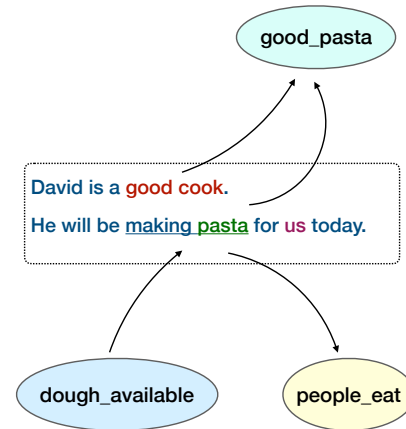 good_pasta
David is a good cook.
He will be making pasta for us today.
dough_available
people_eat